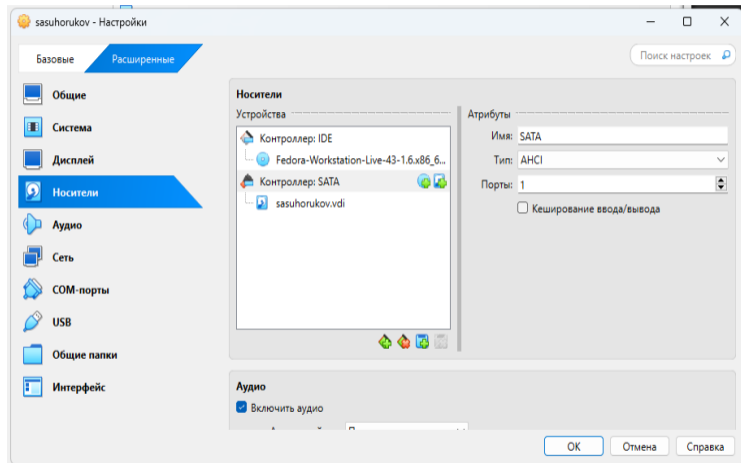 sasuhorukov - Настройки
Базовые
Расширенные
Поиск настроек
Общие
Система
Дисплей
Носители
Аудио
Сеть
COM-порты
USB
Общие папки
Интерфейс
Носители
Устройства
Контроллер: IDE
Fedora-Workstation-Live-43-1.6.x86_6...
Контроллер: SATA
sasuhorukov.vdi
Атрибуты
Имя: SATA
Тип: AHCI
Порты: 1
Кеширование ввода/вывода
Аудио
Включить аудио
OK Отмена Справка